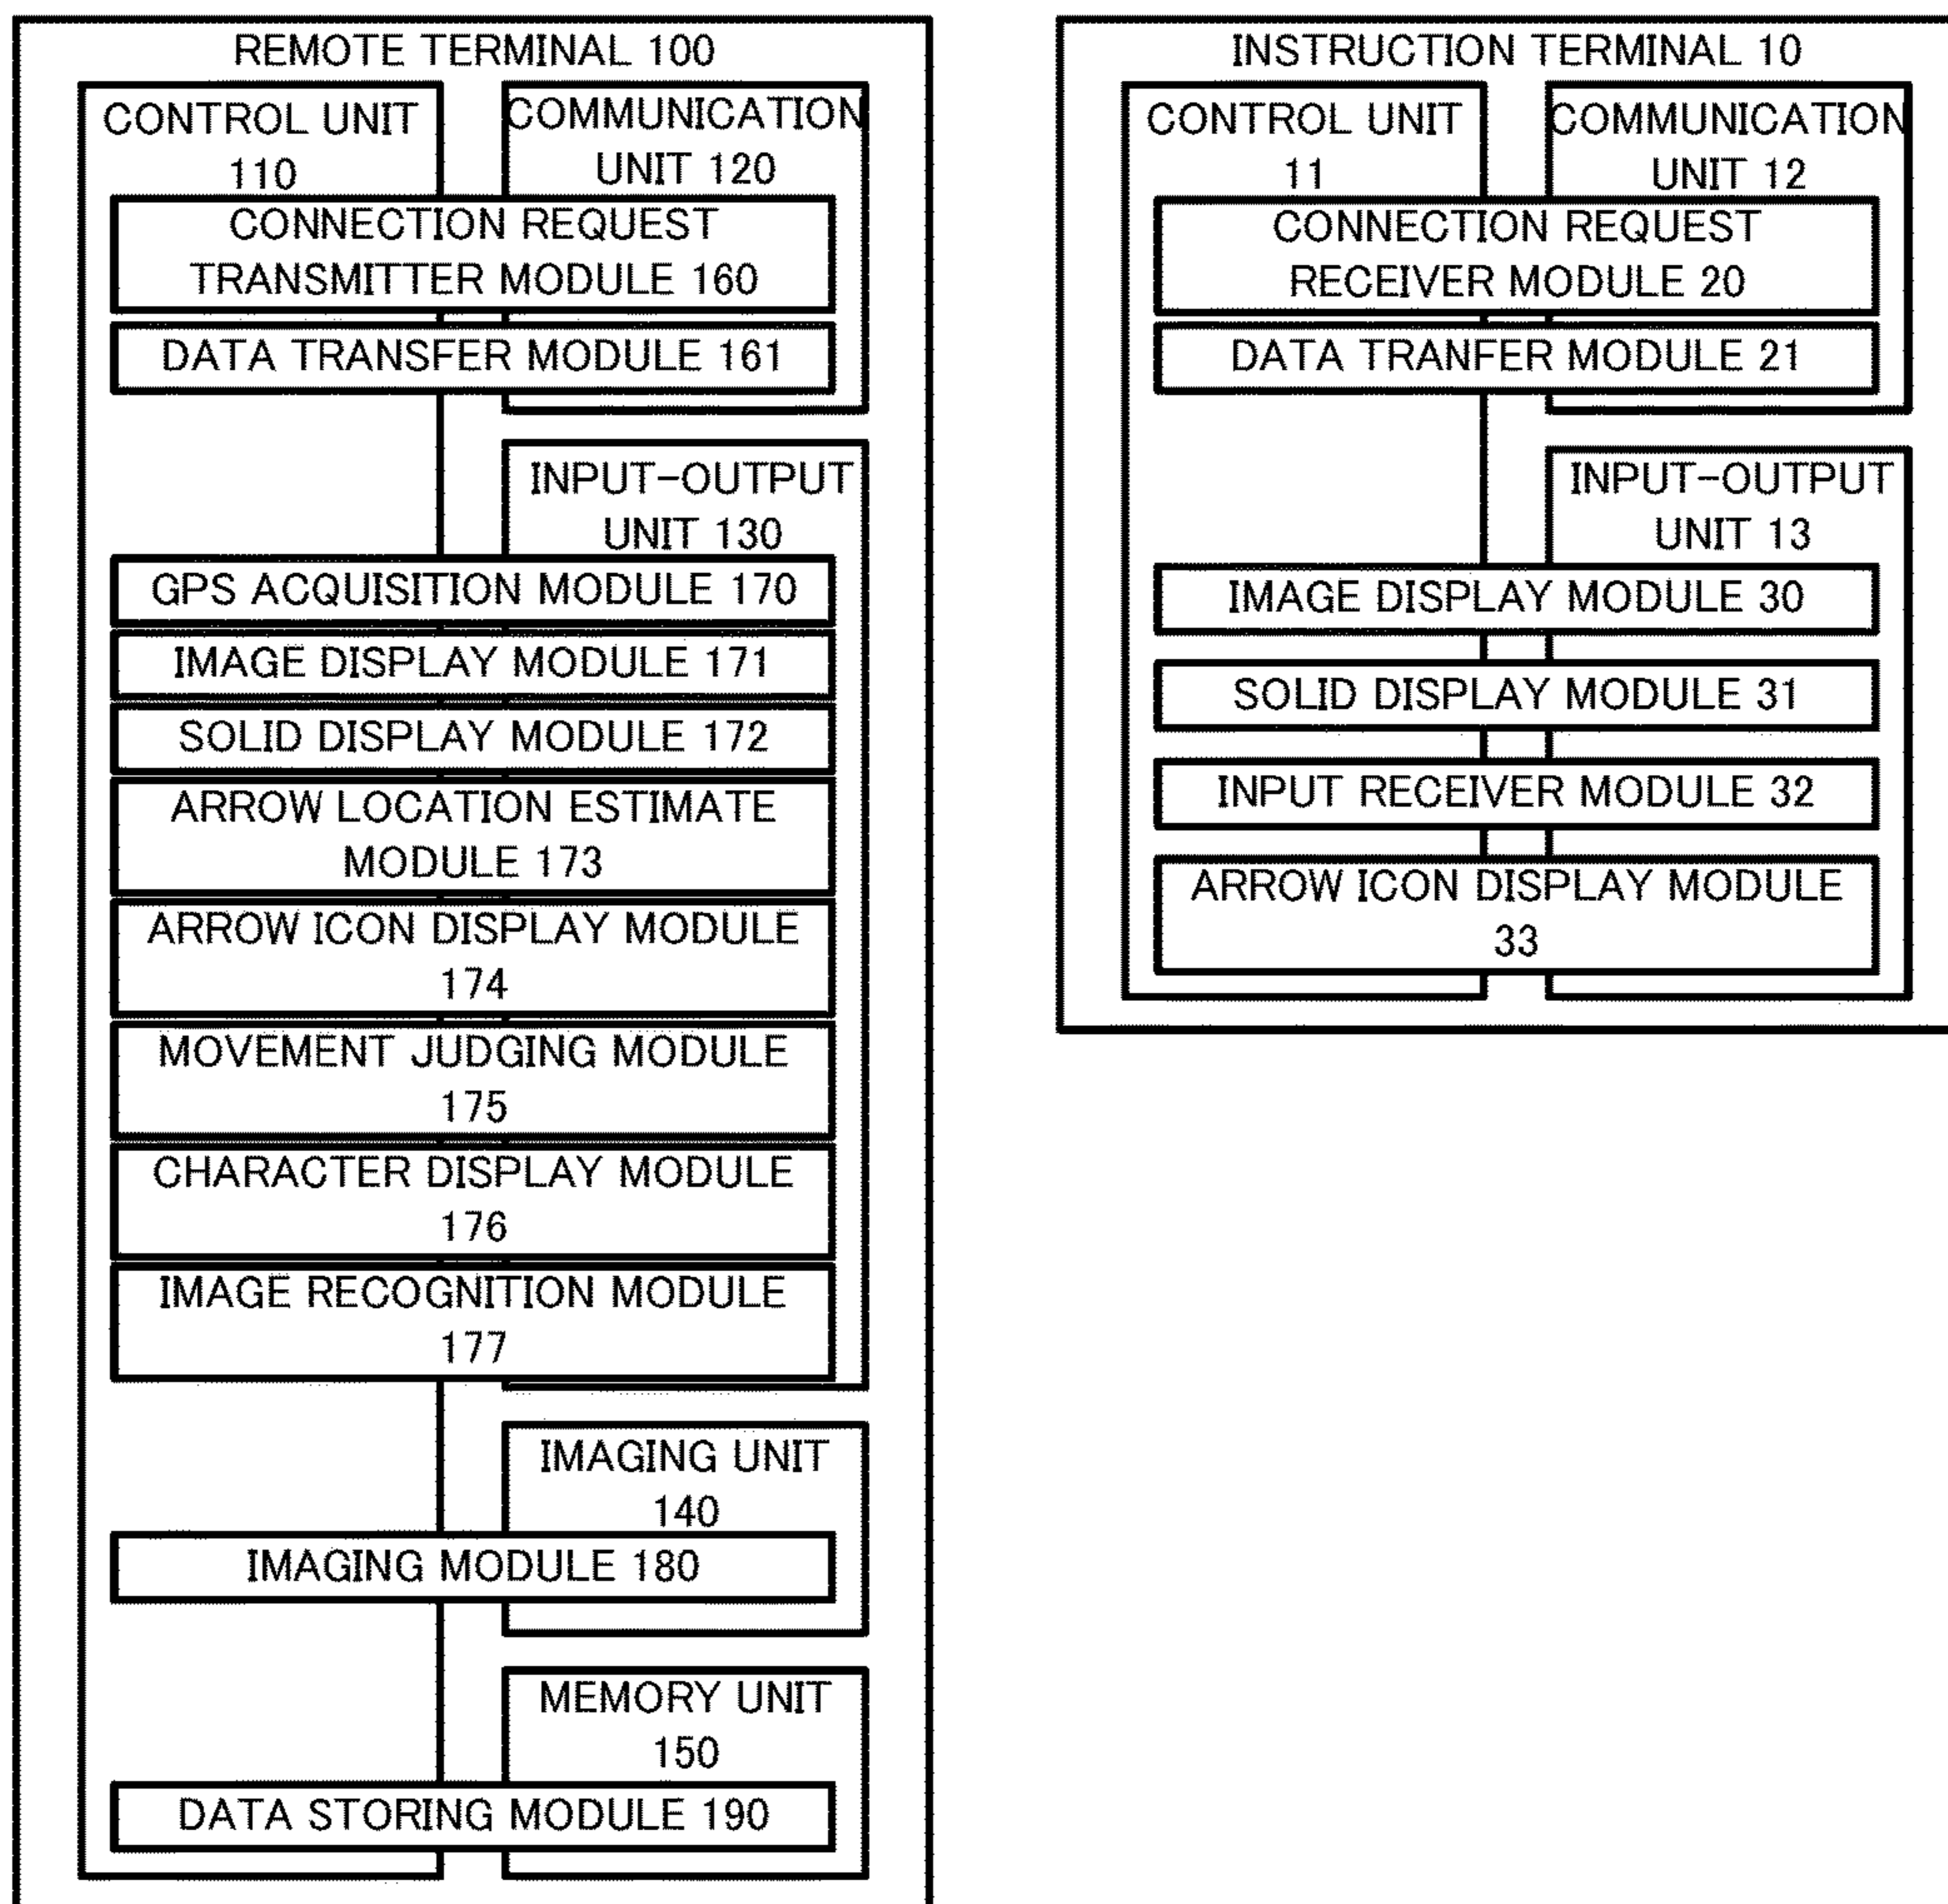 REMOTE TERMINAL 100
CONTROL UNIT
110
COMMUNICATION
UNIT 120
CONNECTION REQUEST
TRANSMITTER MODULE 160
DATA TRANSFER MODULE 161
INPUT-OUTPUT
UNIT 130
GPS ACQUISITION MODULE 170
IMAGE DISPLAY MODULE 171
SOLID DISPLAY MODULE 172
ARROW LOCATION ESTIMATE
MODULE 173
ARROW ICON DISPLAY MODULE
174
MOVEMENT JUDGING MODULE
175
CHARACTER DISPLAY MODULE
176
IMAGE RECOGNITION MODULE
177
IMAGING UNIT
140
IMAGING MODULE 180
MEMORY UNIT
150
DATA STORING MODULE 190
INSTRUCTION TERMINAL 10
CONTROL UNIT
11
COMMUNICATION
UNIT 12
CONNECTION REQUEST
RECEIVER MODULE 20
DATA TRANFER MODULE 21
INPUT-OUTPUT
UNIT 13
IMAGE DISPLAY MODULE 30
SOLID DISPLAY MODULE 31
INPUT RECEIVER MODULE 32
ARROW ICON DISPLAY MODULE
33